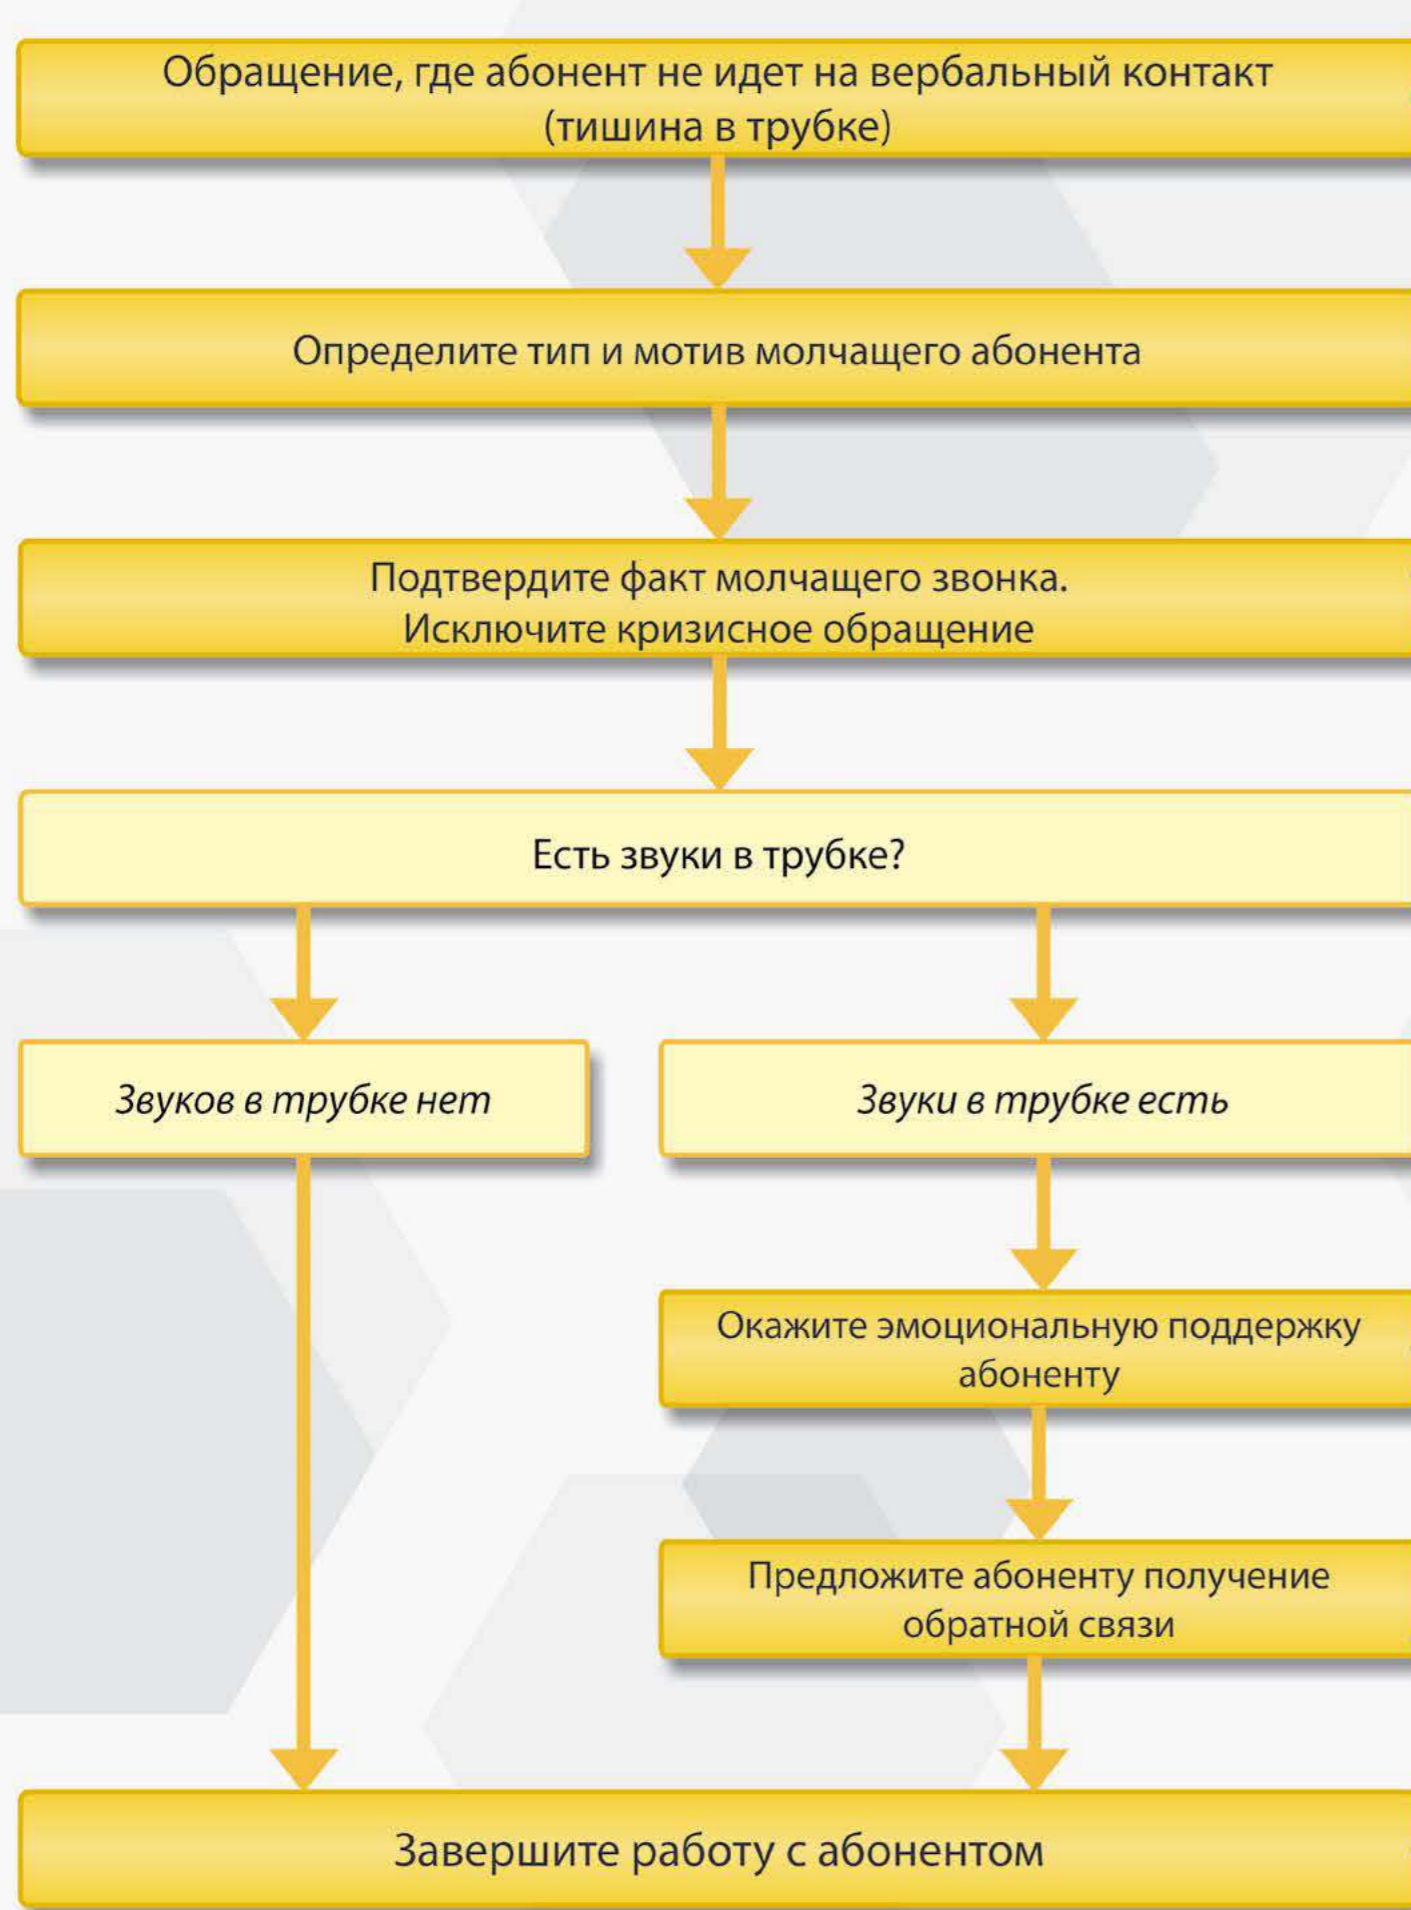 Обращение, где абонент не идет на вербальный контакт
(тишина в трубке)
Определите тип и мотив молчащего абонента
Подтвердите факт молчащего звонка.
Исключите кризисное обращение
Есть звуки в трубке?
Звуков в трубке нет
Звуки в трубке есть
Окажите эмоциональную поддержку
абоненту
Предложите абоненту получение
обратной связи
Завершите работу с абонентом